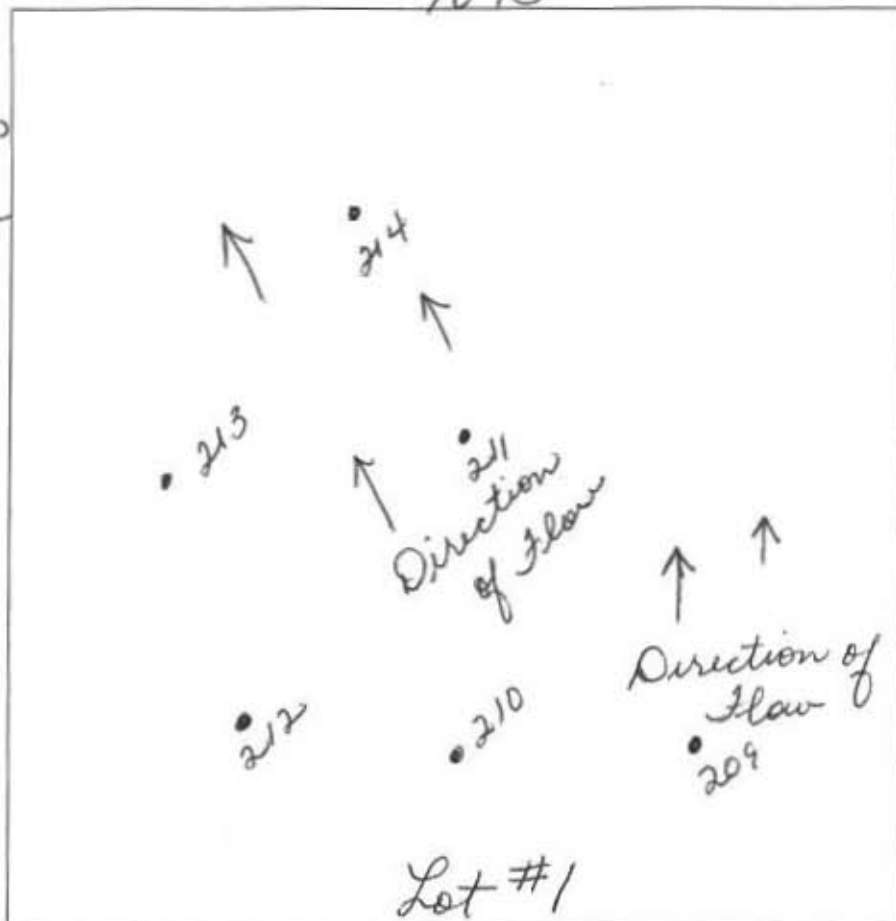 214
213
211
Direction
of Flow
Direction of
Flow
212
210
209
Lot #1